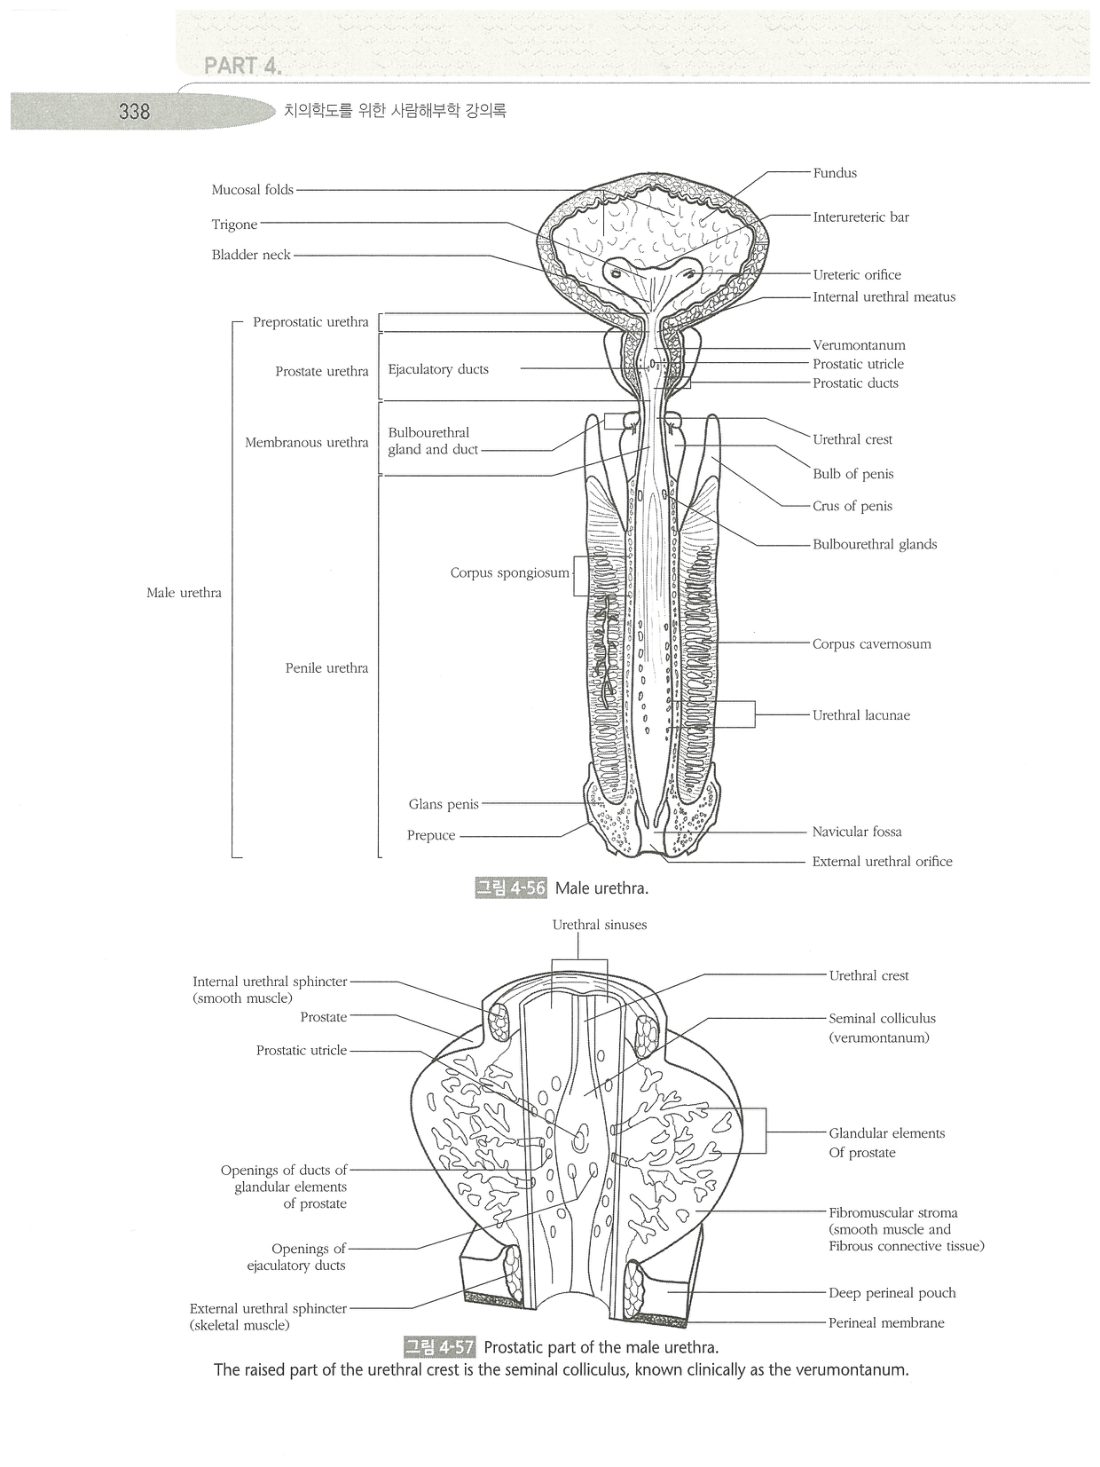 PART 4.
338
치의학도를 위한 사람해부학 강의록
Mucosal folds
Trigone
Bladder neck
Preprostatic urethra
Prostate urethra
Ejaculatory ducts
Membranous urethra
Bulbourethral
gland and duct
Corpus spongiosum
Male urethra
Penile urethra
Glans penis
Prepuce
Fundus
Interureteric bar
Ureteric orifice
Internal urethral meatus
Verumontanum
Prostatic utricle
Prostatic ducts
Urethral crest
Bulb of penis
Crus of penis
Bulbourethral glands
Corpus cavernosum
Urethral lacunae
Navicular fossa
External urethral orifice
그림 4-56 Male urethra.
Urethral sinuses
Internal urethral sphincter
(smooth muscle)
Prostate
Prostatic utricle
Openings of ducts of
glandular elements
of prostate
Openings of
ejaculatory ducts
External urethral sphincter
(skeletal muscle)
Urethral crest
Seminal colliculus
(verumontanum)
Glandular elements
Of prostate
Fibromuscular stroma
(smooth muscle and
Fibrous connective tissue)
Deep perineal pouch
Perineal membrane
그림 4-57 Prostatic part of the male urethra.
The raised part of the urethral crest is the seminal colliculus, known clinically as the verumontanum.